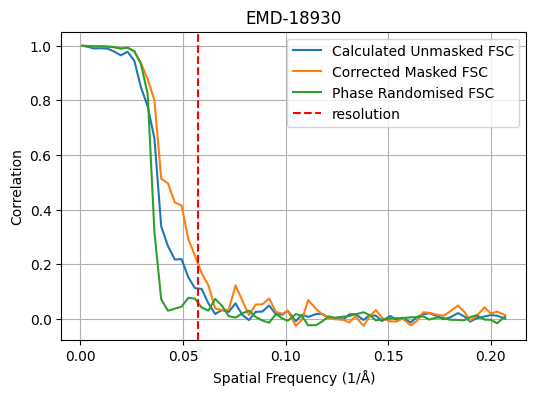 EMD-18930
Correlation
1.0
0.8
0.6
0.4
0.2
0.0
Calculated Unmasked FSC
Corrected Masked FSC
Phase Randomised FSC
resolution
0.00 0.05 0.10 0.15 0.20
Spatial Frequency (1/Å)